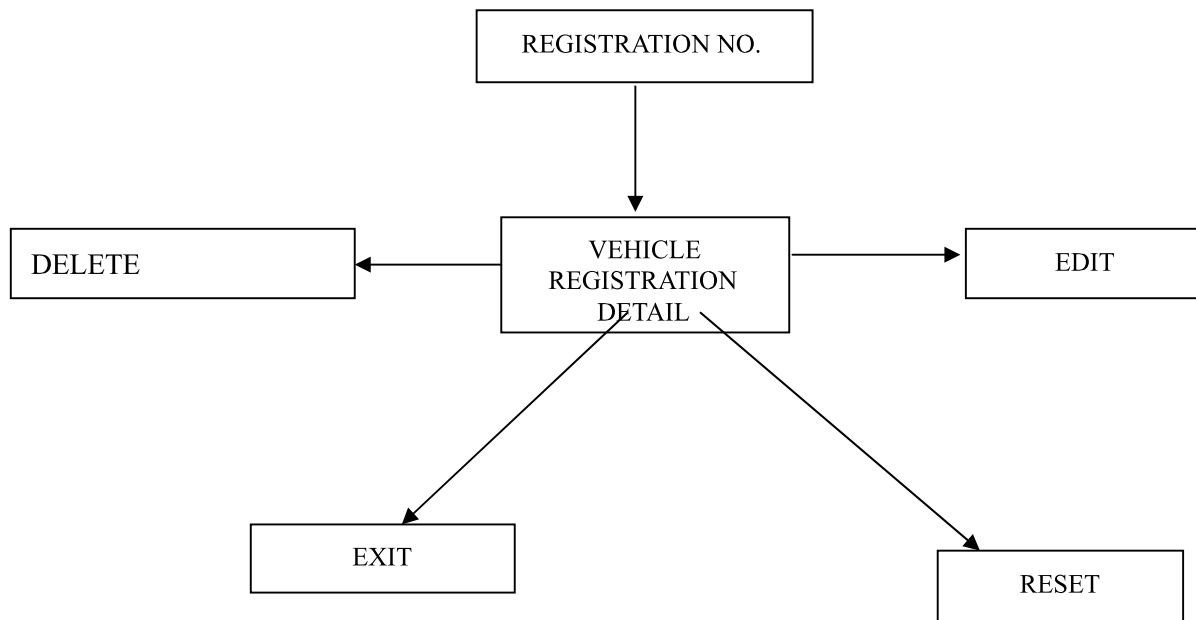 REGISTRATION NO.
DELETE
VEHICLE
REGISTRATION
DETAIL
EDIT
EXIT
RESET